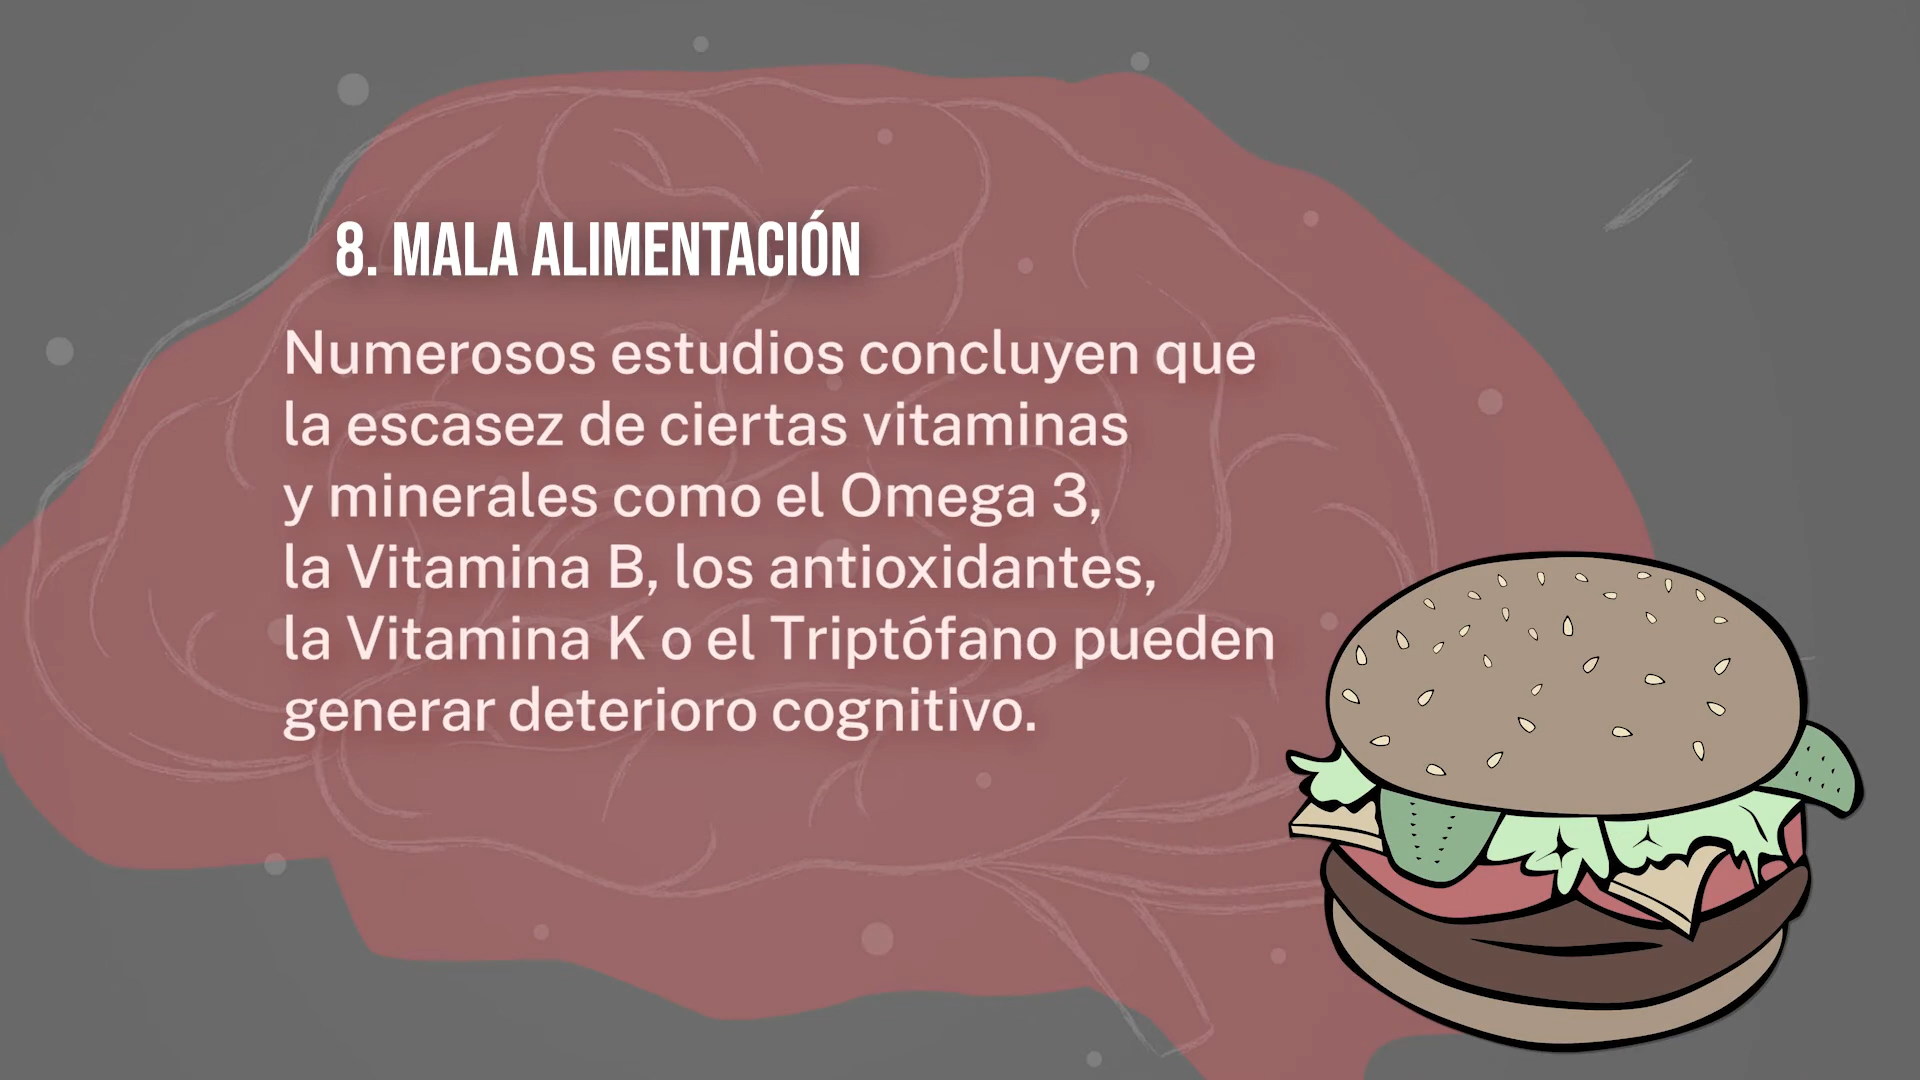 8. MALA ALIMENTACIÓN
Numerosos estudios concluyen que
la escasez de ciertas vitaminas
y minerales como el Omega 3,
la Vitamina B, los antioxidantes,
la Vitamina K o el Triptófano pueden
generar deterioro cognitivo.